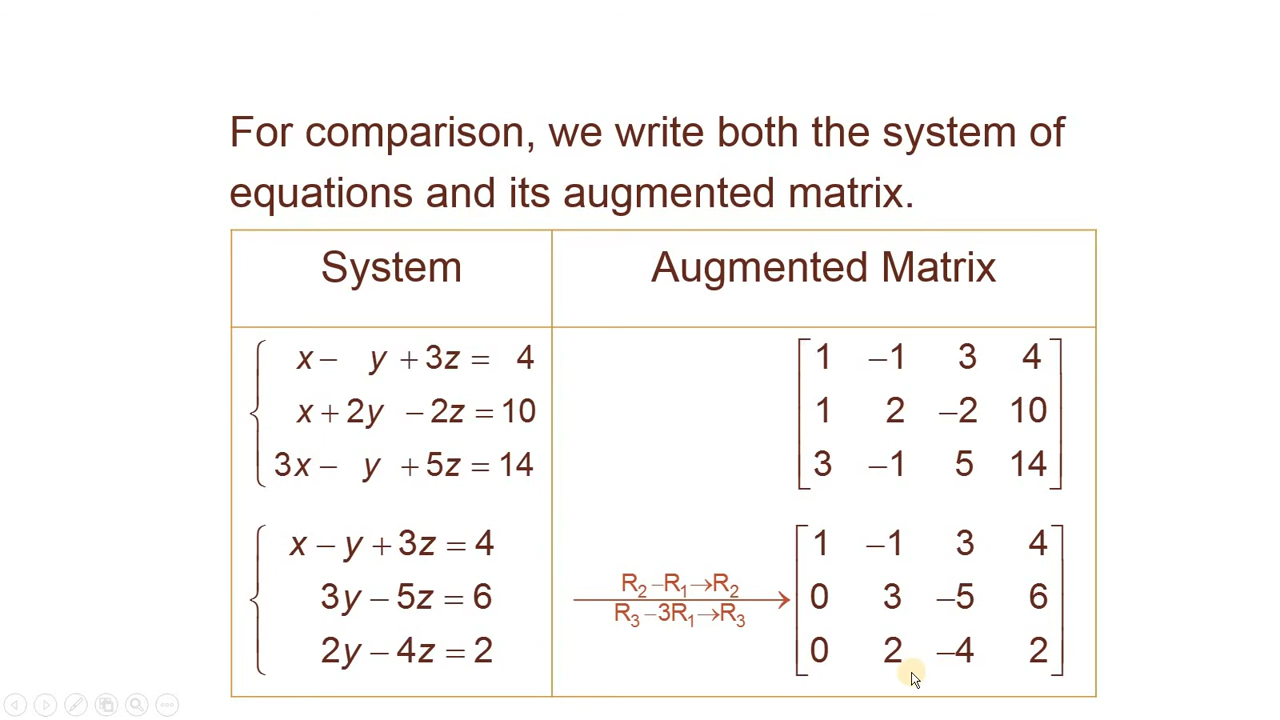 For comparison, we write both the system of
equations and its augmented matrix.
System Augmented Matrix
x − y + 3z = 4
x + 2y − 2z = 10
3x − y + 5z = 14
1 −1 3 4
1 2 −2 10
3 −1 5 14
x − y + 3z = 4
3y − 5z = 6
2y − 4z = 2
R₂ − R₁ → R₂
R₃ − 3R₁ → R₃
1 −1 3 4
0 3 −5 6
0 2 −4 2